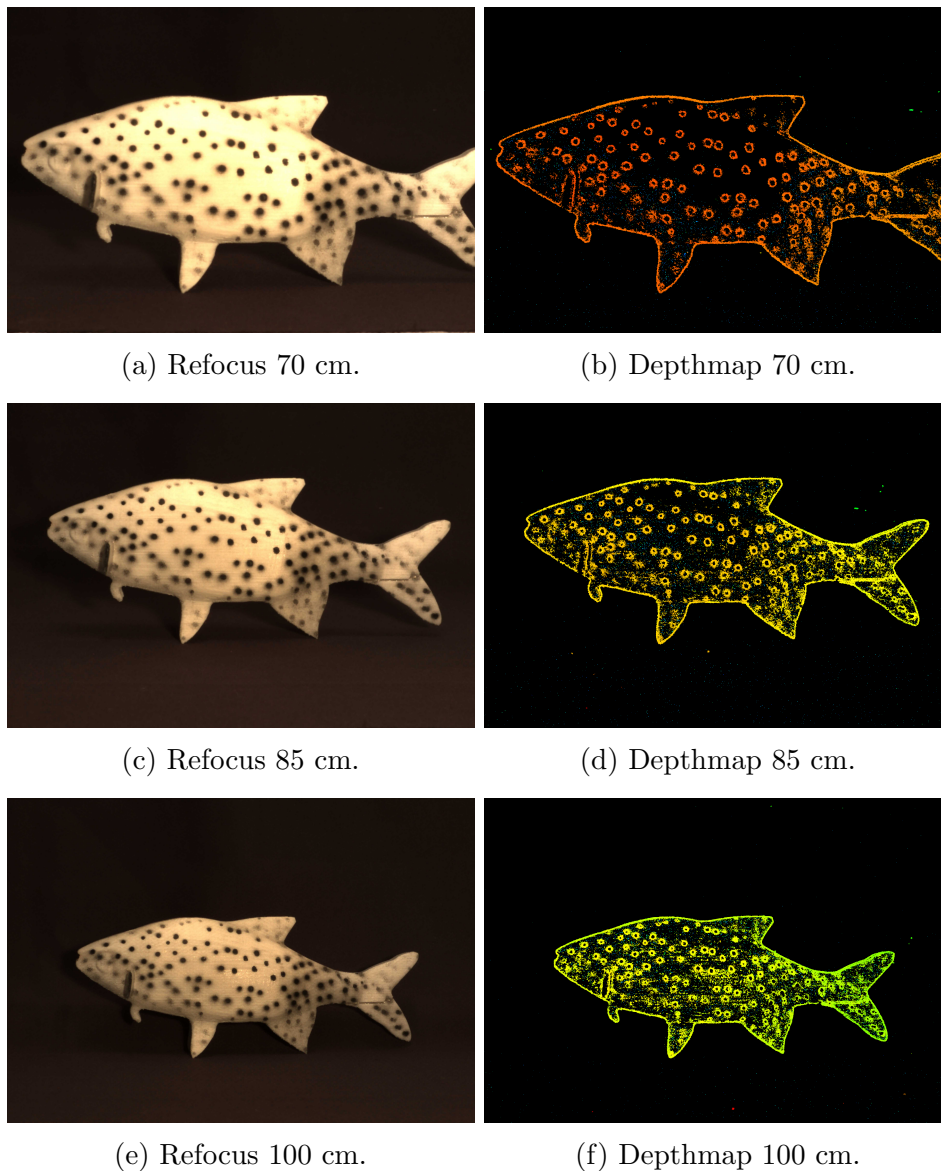 (a) Refocus 70 cm.
(b) Depthmap 70 cm.
(c) Refocus 85 cm.
(d) Depthmap 85 cm.
(e) Refocus 100 cm.
(f) Depthmap 100 cm.